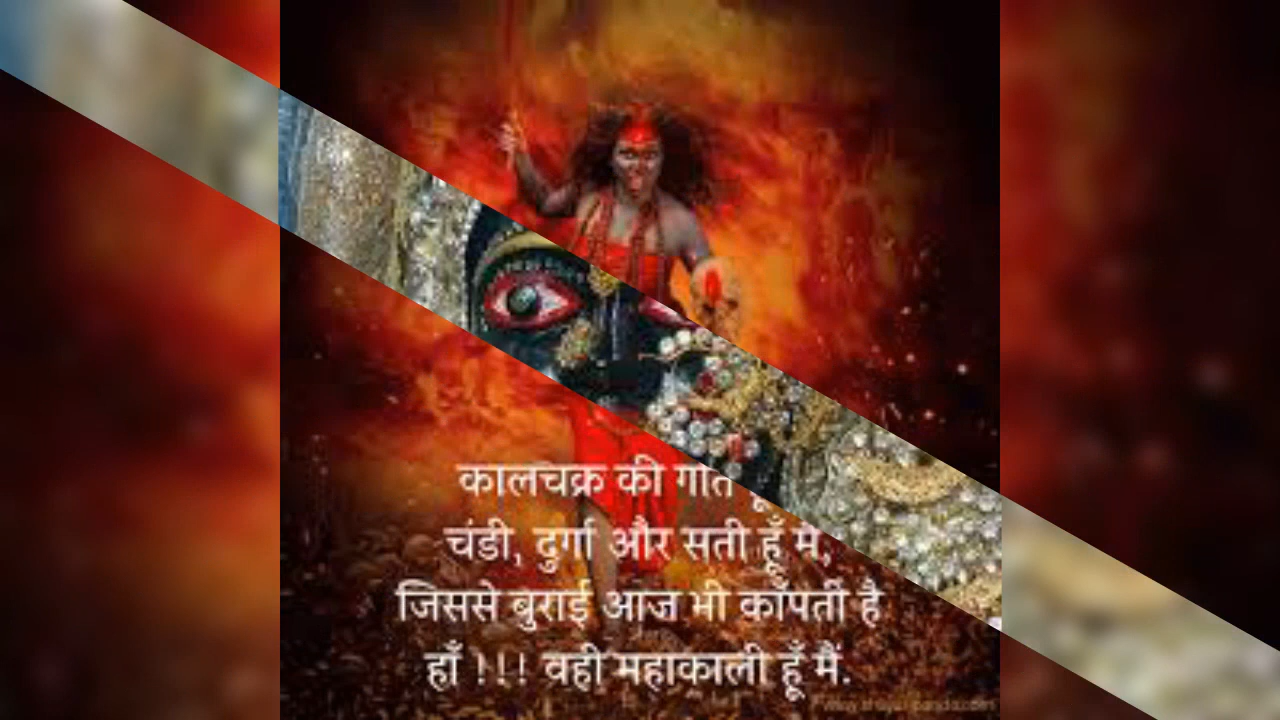 कालचक्र की गति
चंडी, दुर्गा और सती हूँ मैं,
जिससे बुराई आज भी काँपती है
हाँ !!! वही महाकाली हूँ मैं.